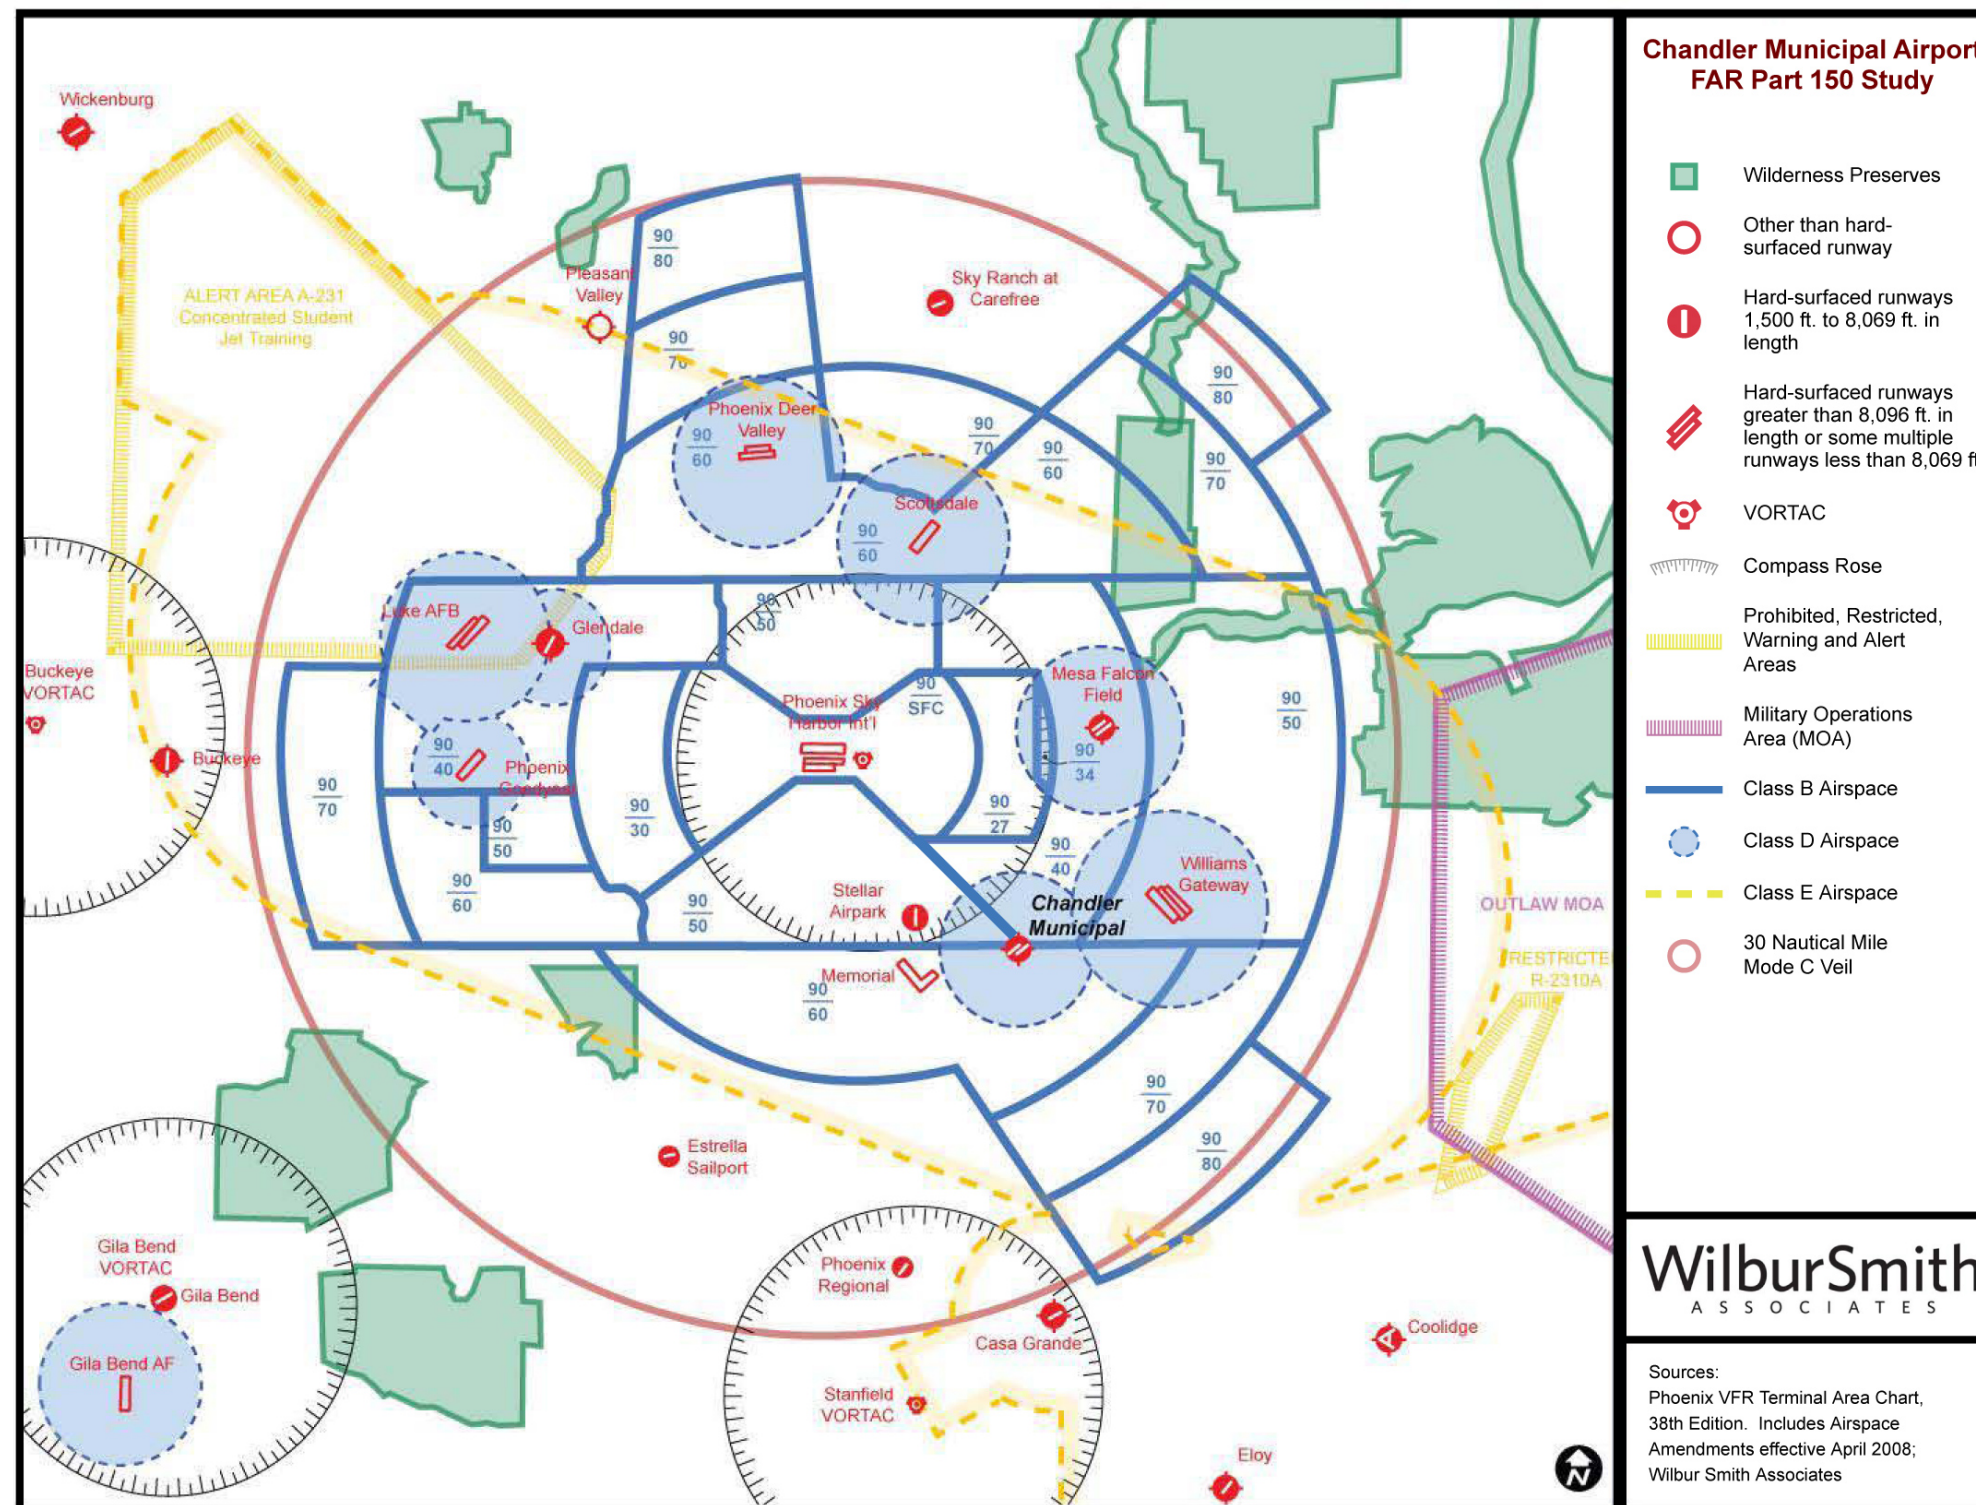 Chandler Municipal Airport
FAR Part 150 Study
Wilderness Preserves
Other than hard-
surfaced runway
Hard-surfaced runways
1,500 ft. to 8,069 ft. in
length
Hard-surfaced runways
greater than 8,096 ft. in
length or some multiple
runways less than 8,069 ft
VORTAC
Compass Rose
Prohibited, Restricted,
Warning and Alert
Areas
Military Operations
Area (MOA)
Class B Airspace
Class D Airspace
Class E Airspace
30 Nautical Mile
Mode C Veil
WilburSmith
ASSOCIATES
Sources:
Phoenix VFR Terminal Area Chart,
38th Edition. Includes Airspace
Amendments effective April 2008;
Wilbur Smith Associates
N
Wickenburg
ALERT AREA A-231
Concentrated Student
Jet Training
Pleasant
Valley
90
80
90
70
Sky Ranch at
Carefree
90
80
90
70
90
60
90
70
Phoenix Deer
Valley
90
60
Scottsdale
90
60
Luke AFB
Glendale
90
50
Buckeye
VORTAC
Buckeye
90
70
90
40
Phoenix
Goodyear
90
50
90
60
90
30
90
50
Phoenix Sky
Harbor Int'l
90
SFC
90
27
Mesa Falcon
Field
90
34
90
50
90
40
Williams
Gateway
Stellar
Airpark
Chandler
Municipal
Memorial
90
60
90
70
90
80
OUTLAW MOA
RESTRICTE
R-2310A
Estrella
Sailport
Gila Bend
VORTAC
Gila Bend
Gila Bend AF
Phoenix
Regional
Casa Grande
Stanfield
VORTAC
Coolidge
Eloy